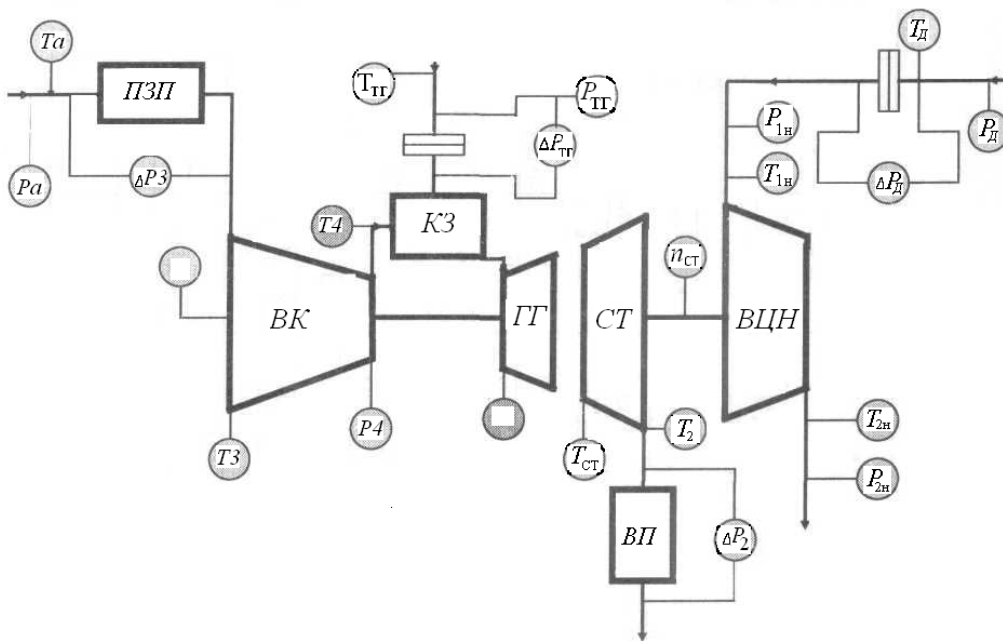 Ta
ПЗП
Pa
ΔP3
Tтг
Pтг
ΔPтг
T4
КЗ
TД
PД
P1н
T1н
ΔPД
nСТ
ВК
ГГ
СТ
ВЦН
T3
P4
TСТ
T2
T2н
P2н
ВП
ΔP2